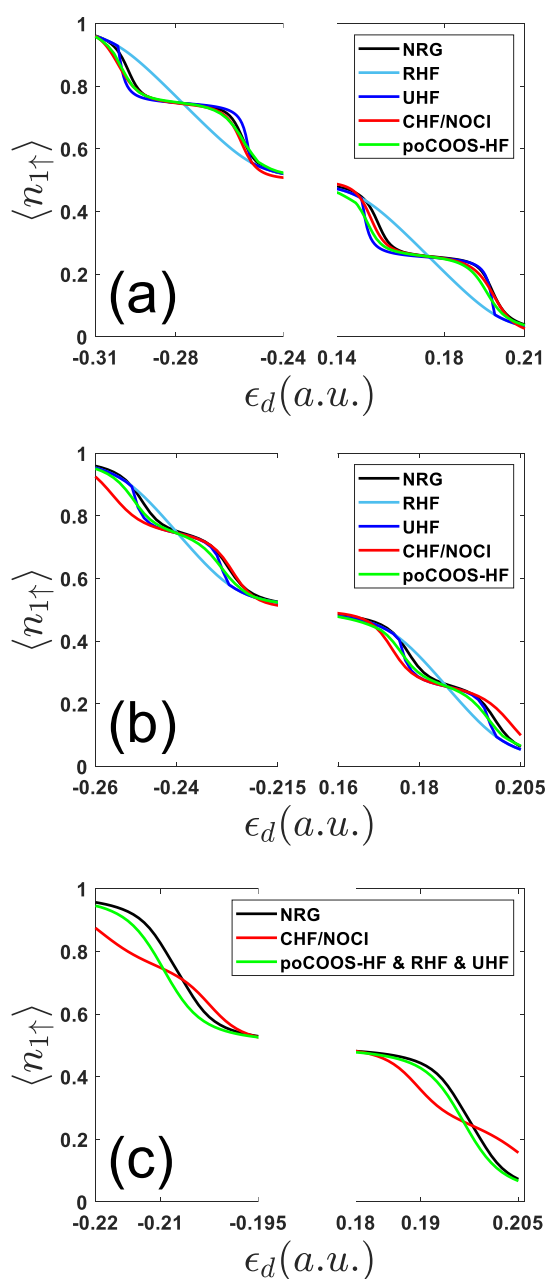 1
0.8
0.6
0.4
0.2
0
⟨n1↑⟩
NRG
RHF
UHF
CHF/NOCI
poCOOS-HF
(a)
-0.31 -0.28 -0.24 0.14 0.18 0.21
ϵd(a.u.)
1
0.8
0.6
0.4
0.2
0
⟨n1↑⟩
NRG
RHF
UHF
CHF/NOCI
poCOOS-HF
(b)
-0.26 -0.24 -0.215 0.16 0.18 0.205
ϵd(a.u.)
1
0.8
0.6
0.4
0.2
0
⟨n1↑⟩
NRG
CHF/NOCI
poCOOS-HF & RHF & UHF
(c)
-0.22 -0.21 -0.195 0.18 0.19 0.205
ϵd(a.u.)